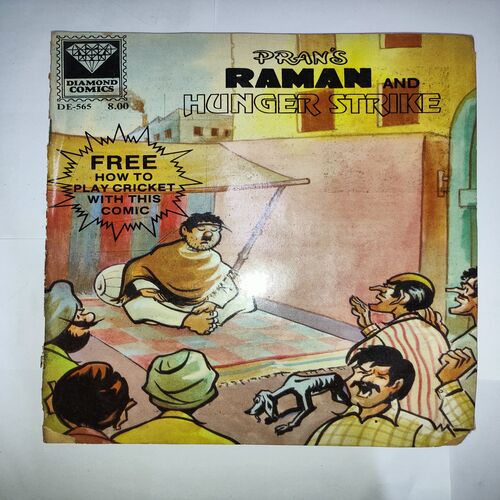 DIAMOND
COMICS
DE-565 8.00
PRAN'S
RAMAN AND
HUNGER STRIKE
FREE
HOW TO
PLAY CRICKET
WITH THIS
COMIC